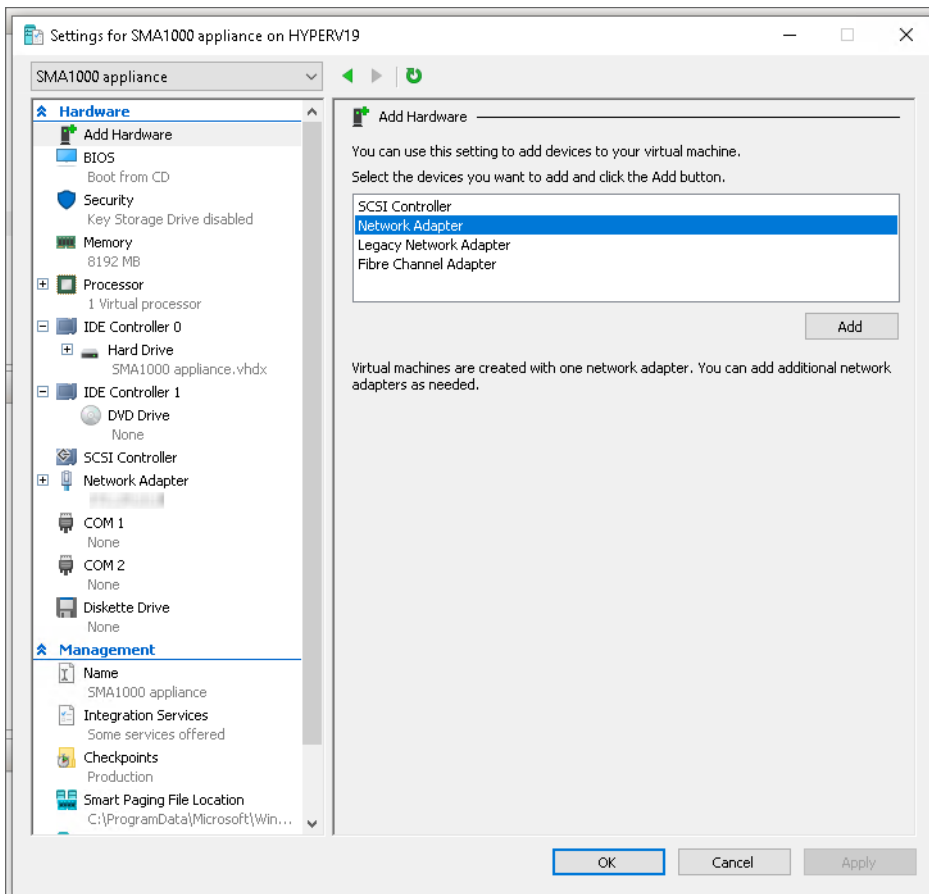 Settings for SMA1000 appliance on HYPERV19
SMA1000 appliance
Hardware
Add Hardware
BIOS
Boot from CD
Security
Key Storage Drive disabled
Memory
8192 MB
Processor
1 Virtual processor
IDE Controller 0
Hard Drive
SMA1000 appliance.vhdx
IDE Controller 1
DVD Drive
None
SCSI Controller
Network Adapter
COM 1
None
COM 2
None
Diskette Drive
None
Management
Name
SMA1000 appliance
Integration Services
Some services offered
Checkpoints
Production
Smart Paging File Location
C:\ProgramData\Microsoft\Win...
Add Hardware
You can use this setting to add devices to your virtual machine.
Select the devices you want to add and click the Add button.
SCSI Controller
Network Adapter
Legacy Network Adapter
Fibre Channel Adapter
Add
Virtual machines are created with one network adapter. You can add additional network
adapters as needed.
OK
Cancel
Apply